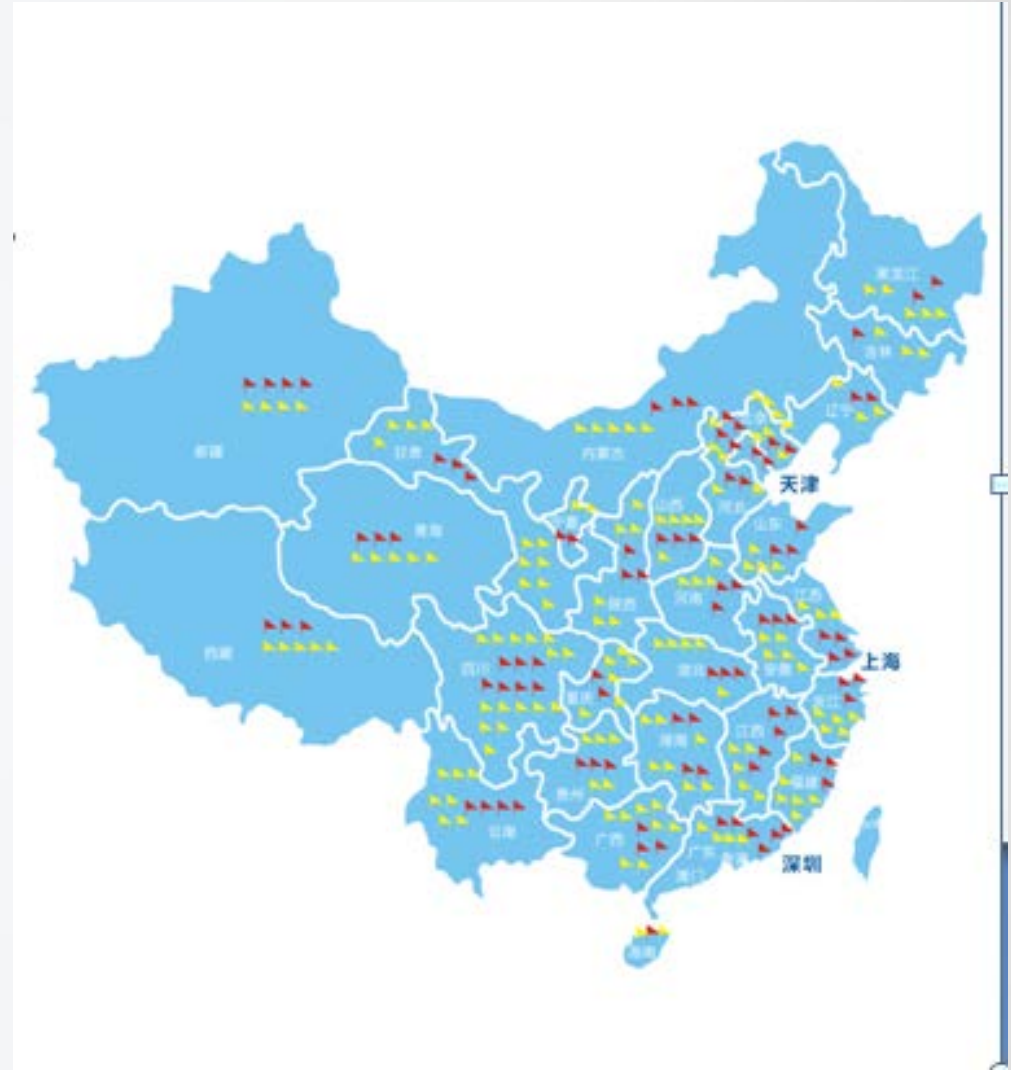 黑龙江
吉林
辽宁
新疆
甘肃
内蒙古
天津
山西
河北
山东
宁夏
青海
陕西
河南
江苏
西藏
四川
上海
湖北
安徽
重庆
浙江
湖南
江西
贵州
福建
云南
广西
广东
深圳
澳门
海南